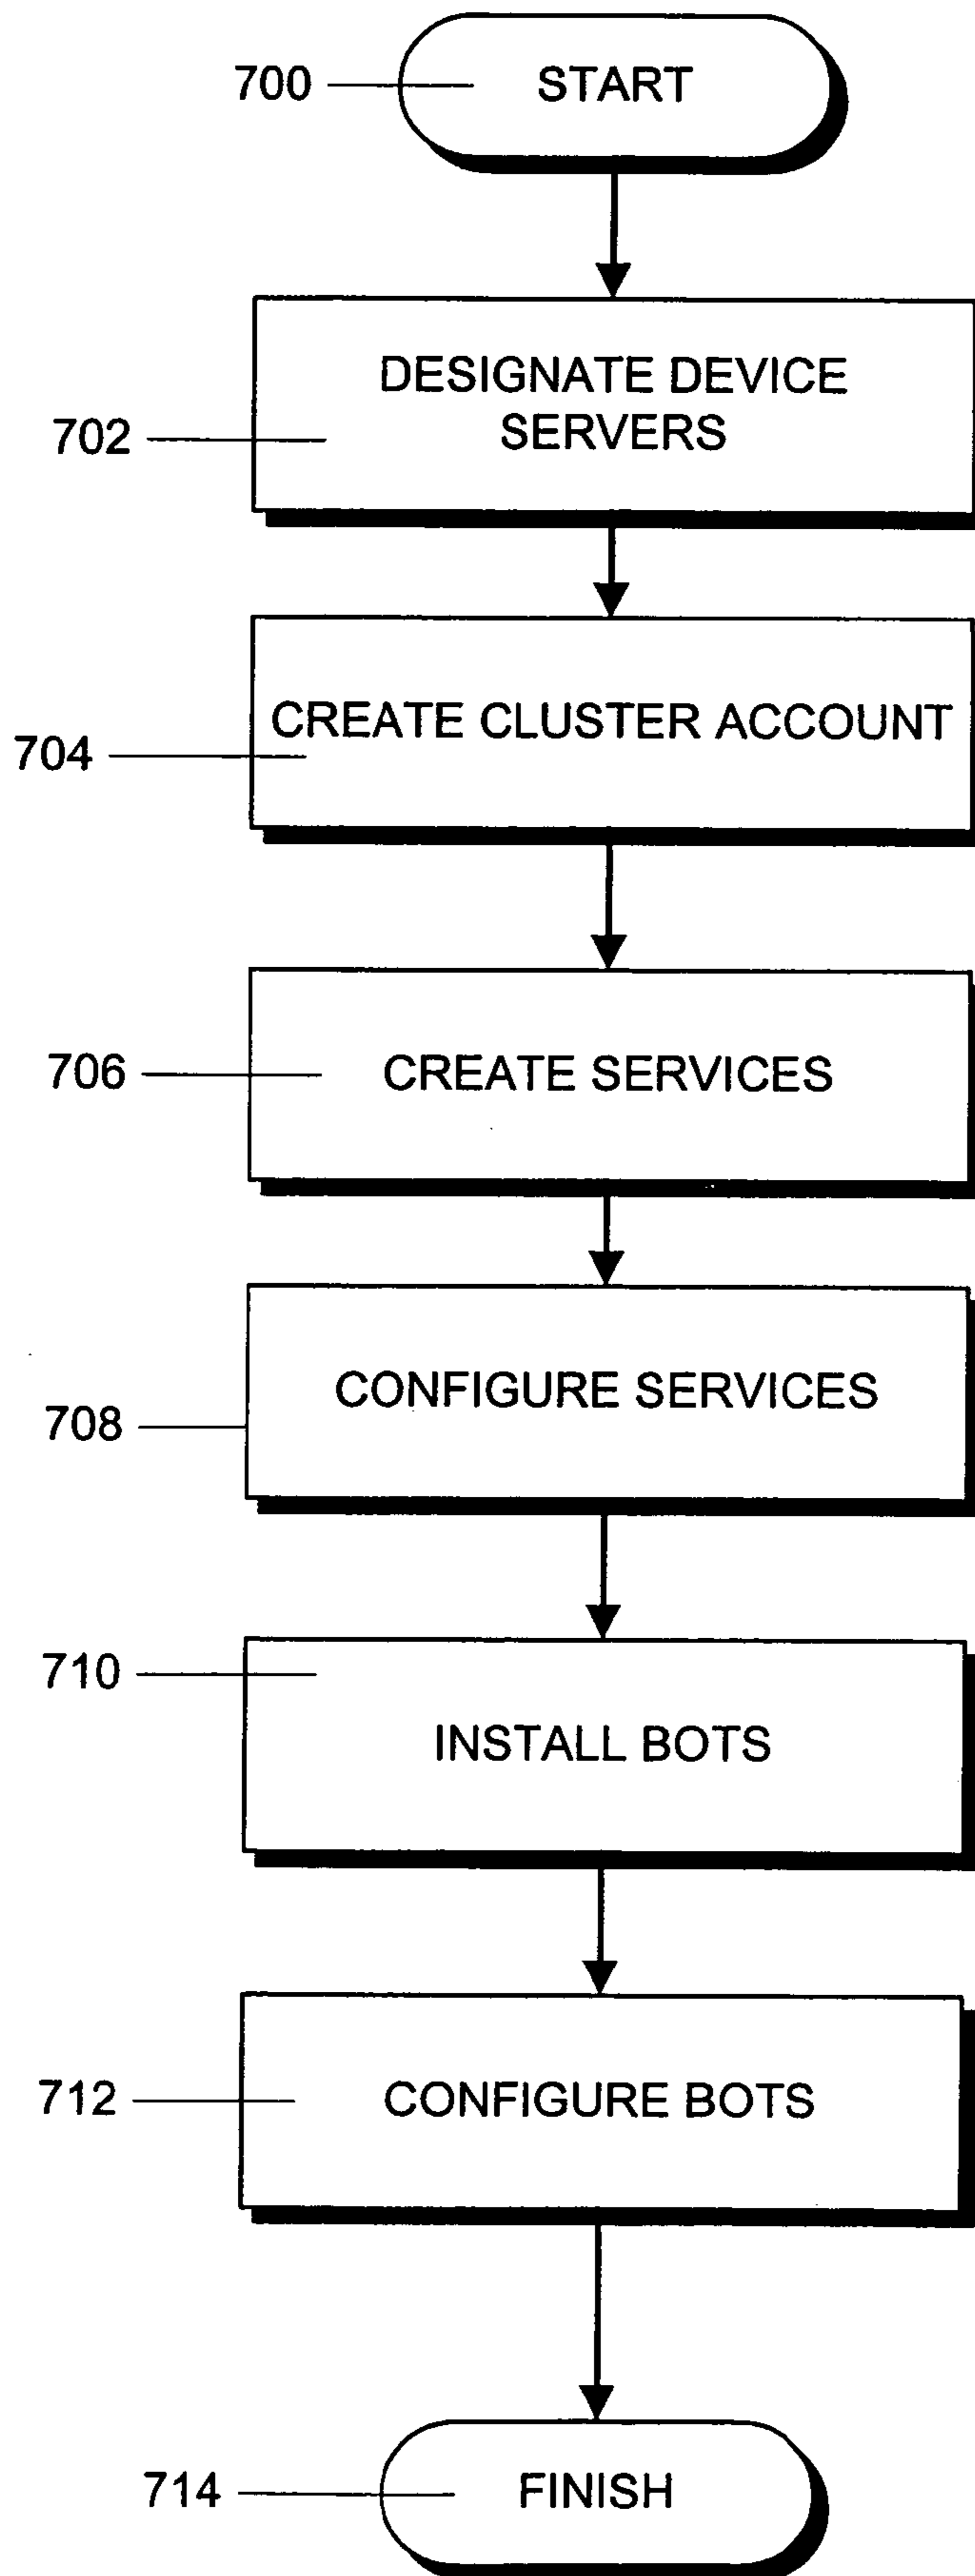 700
START
DESIGNATE DEVICE
SERVERS
702
CREATE CLUSTER ACCOUNT
704
706
CREATE SERVICES
CONFIGURE SERVICES
708
710
INSTALL BOTS
712
CONFIGURE BOTS
714
FINISH